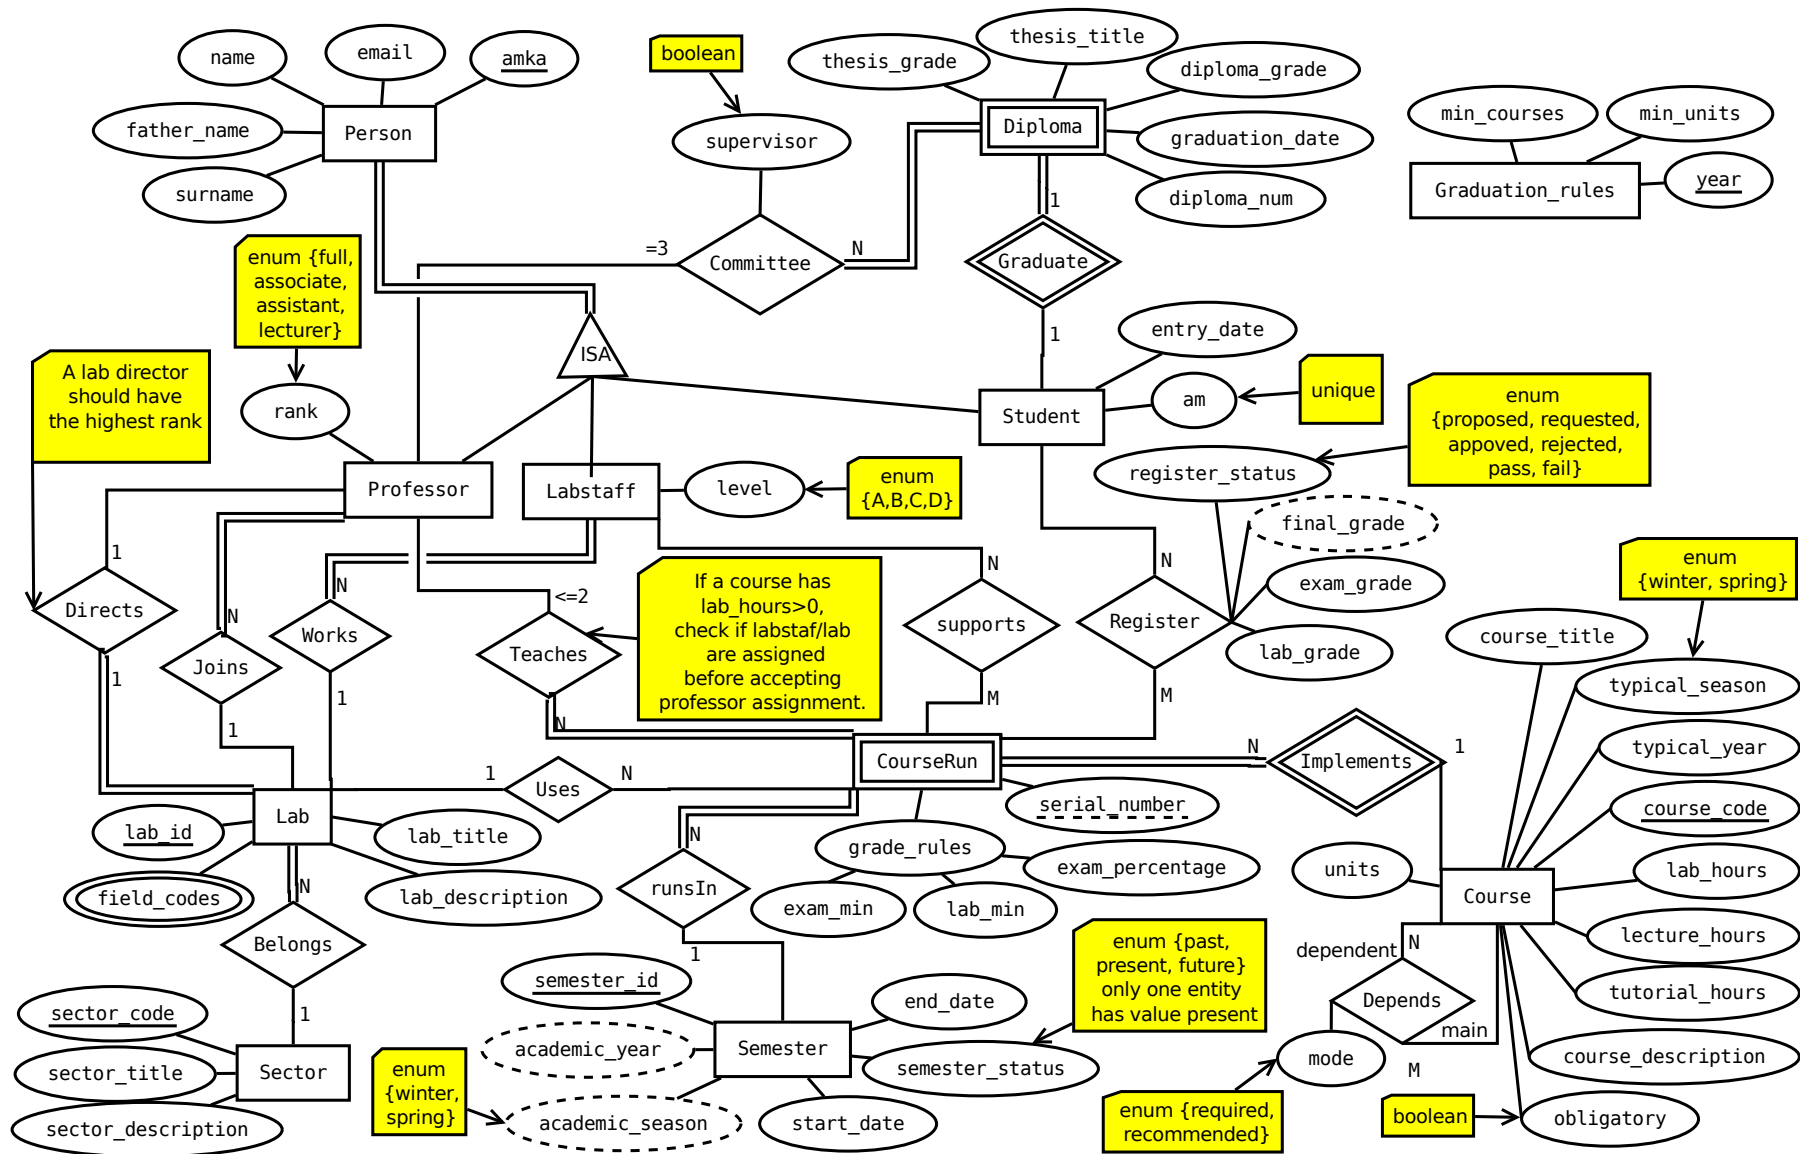 name
email
amka
Person
father_name
surname
boolean
supervisor
thesis_grade
thesis_title
diploma_grade
Diploma
graduation_date
diploma_num
min_courses
min_units
Graduation_rules
year
enum {full,
associate,
assistant,
lecturer}
=3
Committee
N
1
Graduate
1
ISA
A lab director
should have
the highest rank
rank
entry_date
am
unique
Student
enum
{proposed, requested,
appoved, rejected,
pass, fail}
register_status
Professor
Labstaff
level
enum
{A,B,C,D}
final_grade
exam_grade
lab_grade
enum
{winter, spring}
1
Directs
1
N
Joins
1
N
Works
1
<=2
Teaches
N
If a course has
lab_hours>0,
check if labstaf/lab
are assigned
before accepting
professor assignment.
N
supports
M
N
Register
M
course_title
typical_season
typical_year
course_code
lab_hours
lecture_hours
tutorial_hours
course_description
obligatory
units
Course
N
Implements
1
CourseRun
serial_number
1
Uses
N
Lab
lab_id
lab_title
field_codes
lab_description
grade_rules
exam_percentage
exam_min
lab_min
N
runsIn
1
N
Belongs
1
dependent
N
Depends
main
M
mode
enum {required,
recommended}
boolean
enum {past,
present, future}
only one entity
has value present
semester_id
end_date
academic_year
Semester
semester_status
academic_season
start_date
enum
{winter,
spring}
sector_code
sector_title
Sector
sector_description